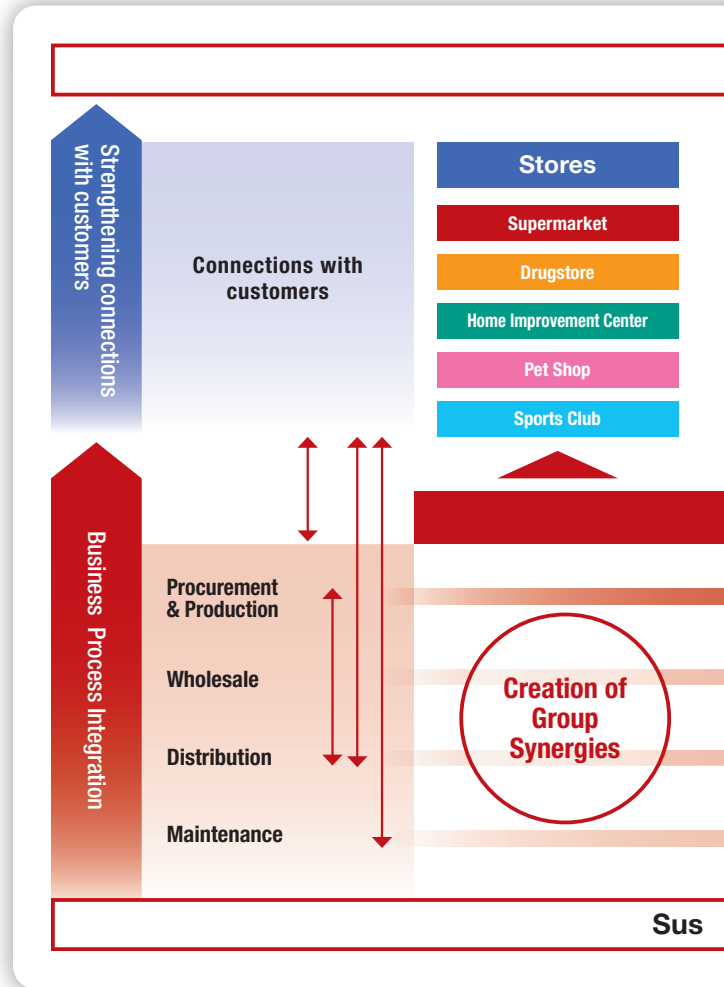 Strengthening connections
with customers
Connections with
customers
Stores
Supermarket
Drugstore
Home Improvement Center
Pet Shop
Sports Club
Business Process Integration
Procurement
& Production
Wholesale
Distribution
Maintenance
Creation of
Group
Synergies
Sus